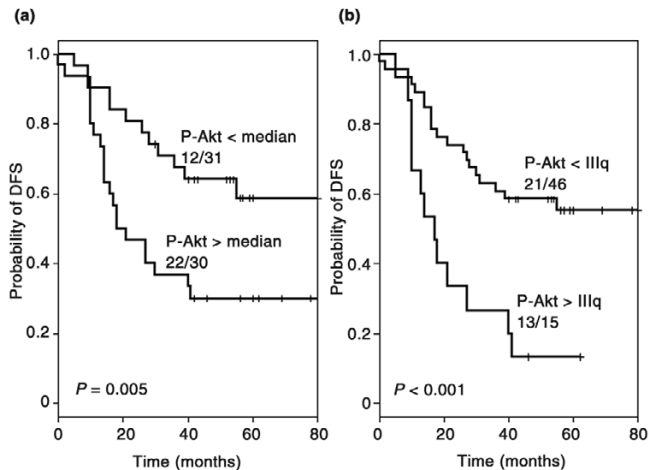 (a)
Probability of DFS
1.0
0.8
0.6
0.4
0.2
0
P-Akt < median
12/31
P-Akt > median
22/30
P = 0.005
0 20 40 60 80
Time (months)
(b)
Probability of DFS
1.0
0.8
0.6
0.4
0.2
0
P-Akt < IIIq
21/46
P-Akt > IIIq
13/15
P < 0.001
0 20 40 60 80
Time (months)